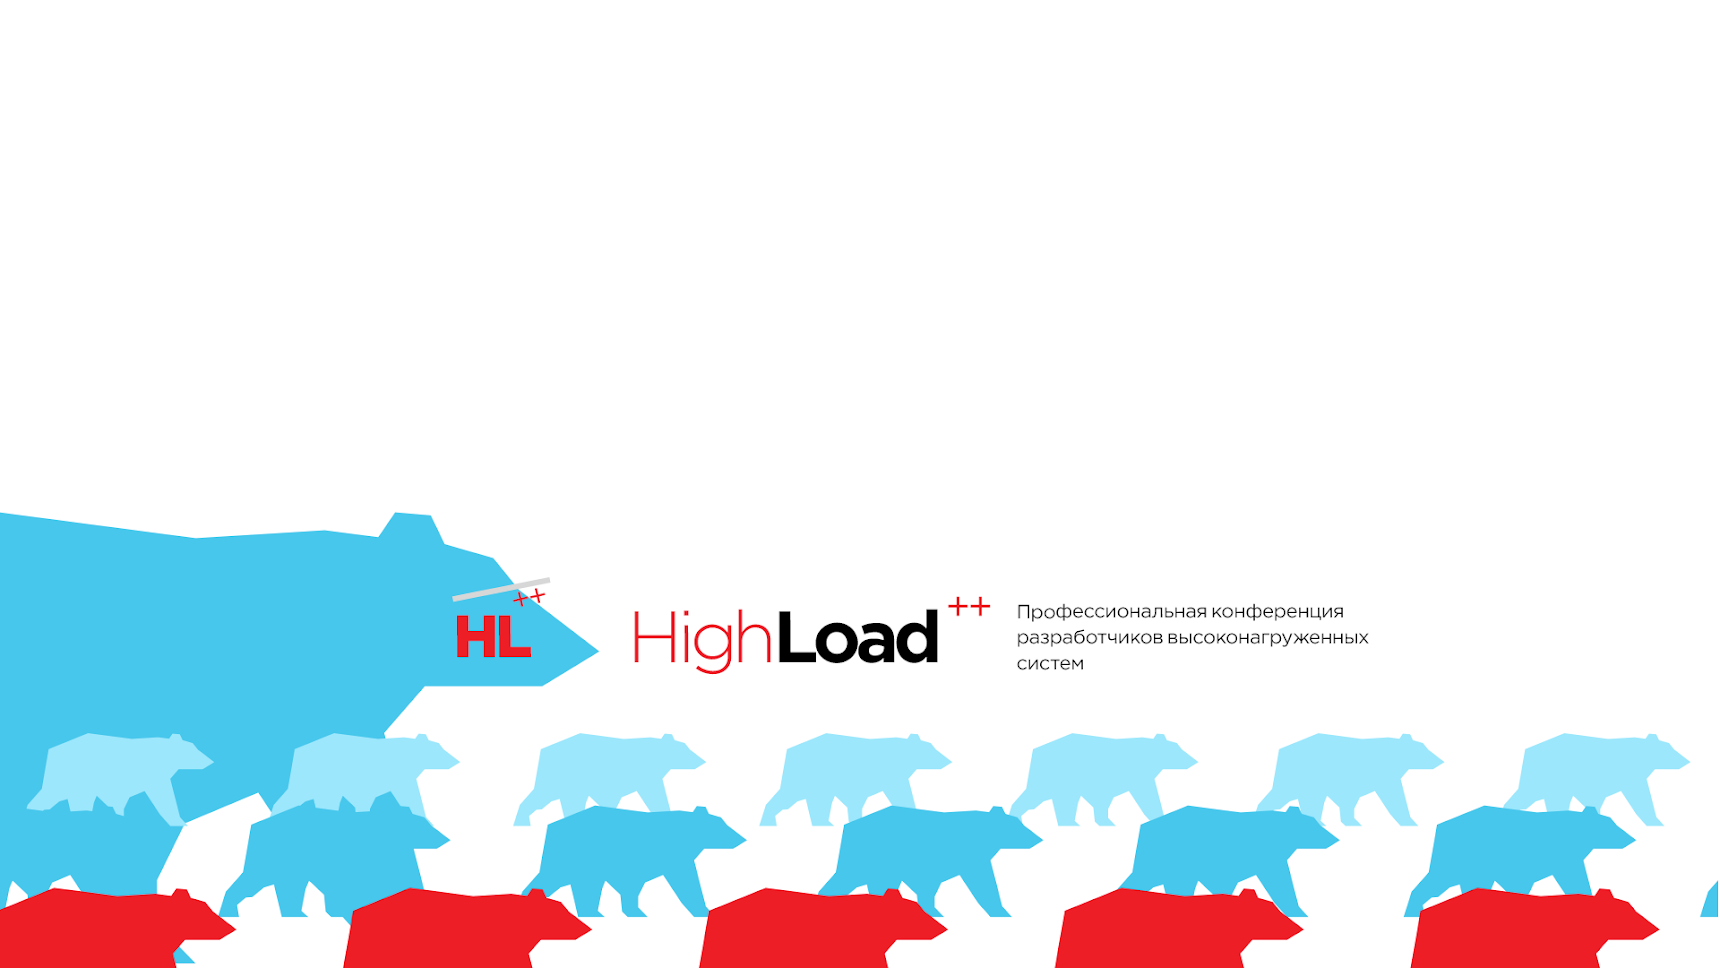 HL++
HighLoad++
Профессиональная конференция
разработчиков высоконагруженных
систем